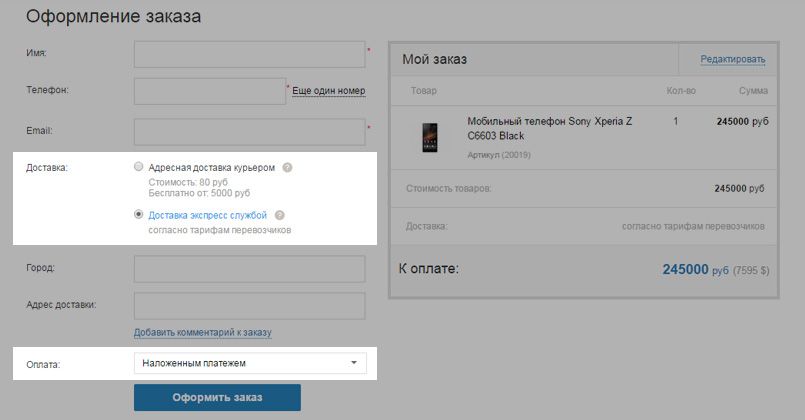 Оформление заказа
Имя: *
Телефон: * Еще один номер
Email: *
Доставка:
Адресная доставка курьером ?
Стоимость: 80 руб
Бесплатно от: 5000 руб
Доставка экспресс службой ?
согласно тарифам перевозчиков
Город:
Адрес доставки:
Добавить комментарий к заказу
Оплата: Наложенным платежем
Оформить заказ
Мой заказ Редактировать
Товар Кол-во Сумма
Мобильный телефон Sony Xperia Z 1 245000 руб
C6603 Black
Артикул (20019)
Стоимость товаров: 245000 руб
Доставка: согласно тарифам перевозчиков
К оплате: 245000 руб (7595 $)